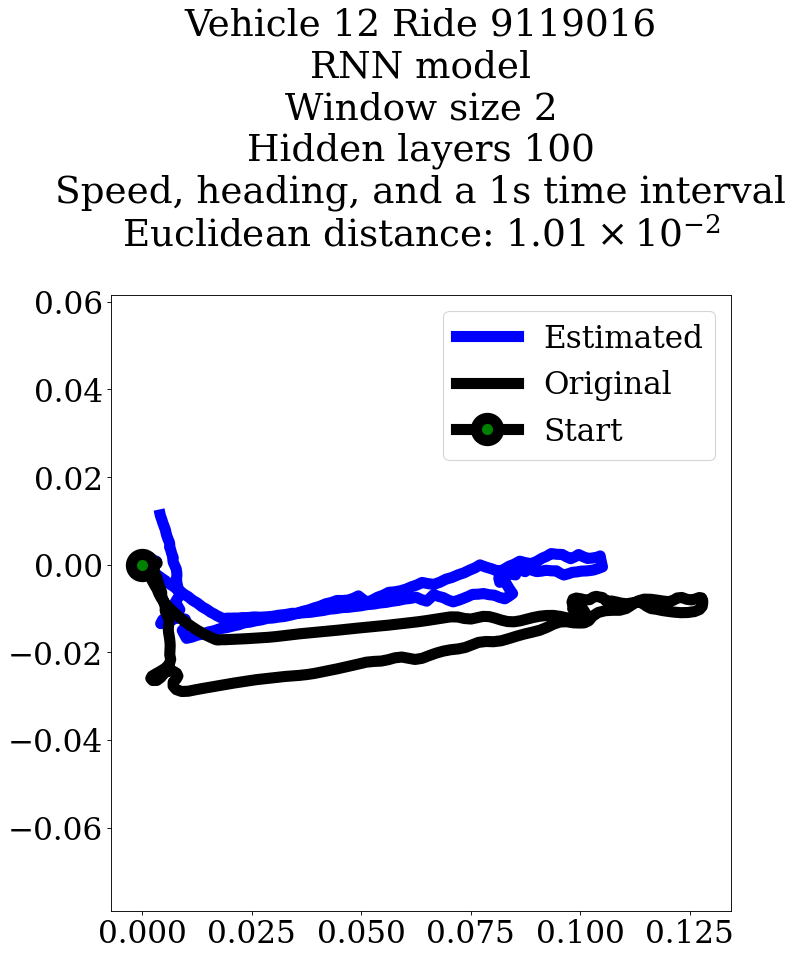 Vehicle 12 Ride 9119016
RNN model
Window size 2
Hidden layers 100
Speed, heading, and a 1s time interval
Euclidean distance: 1.01 × 10⁻²
Estimated
Original
Start
0.06
0.04
0.02
0.00
−0.02
−0.04
−0.06
0.000 0.025 0.050 0.075 0.100 0.125